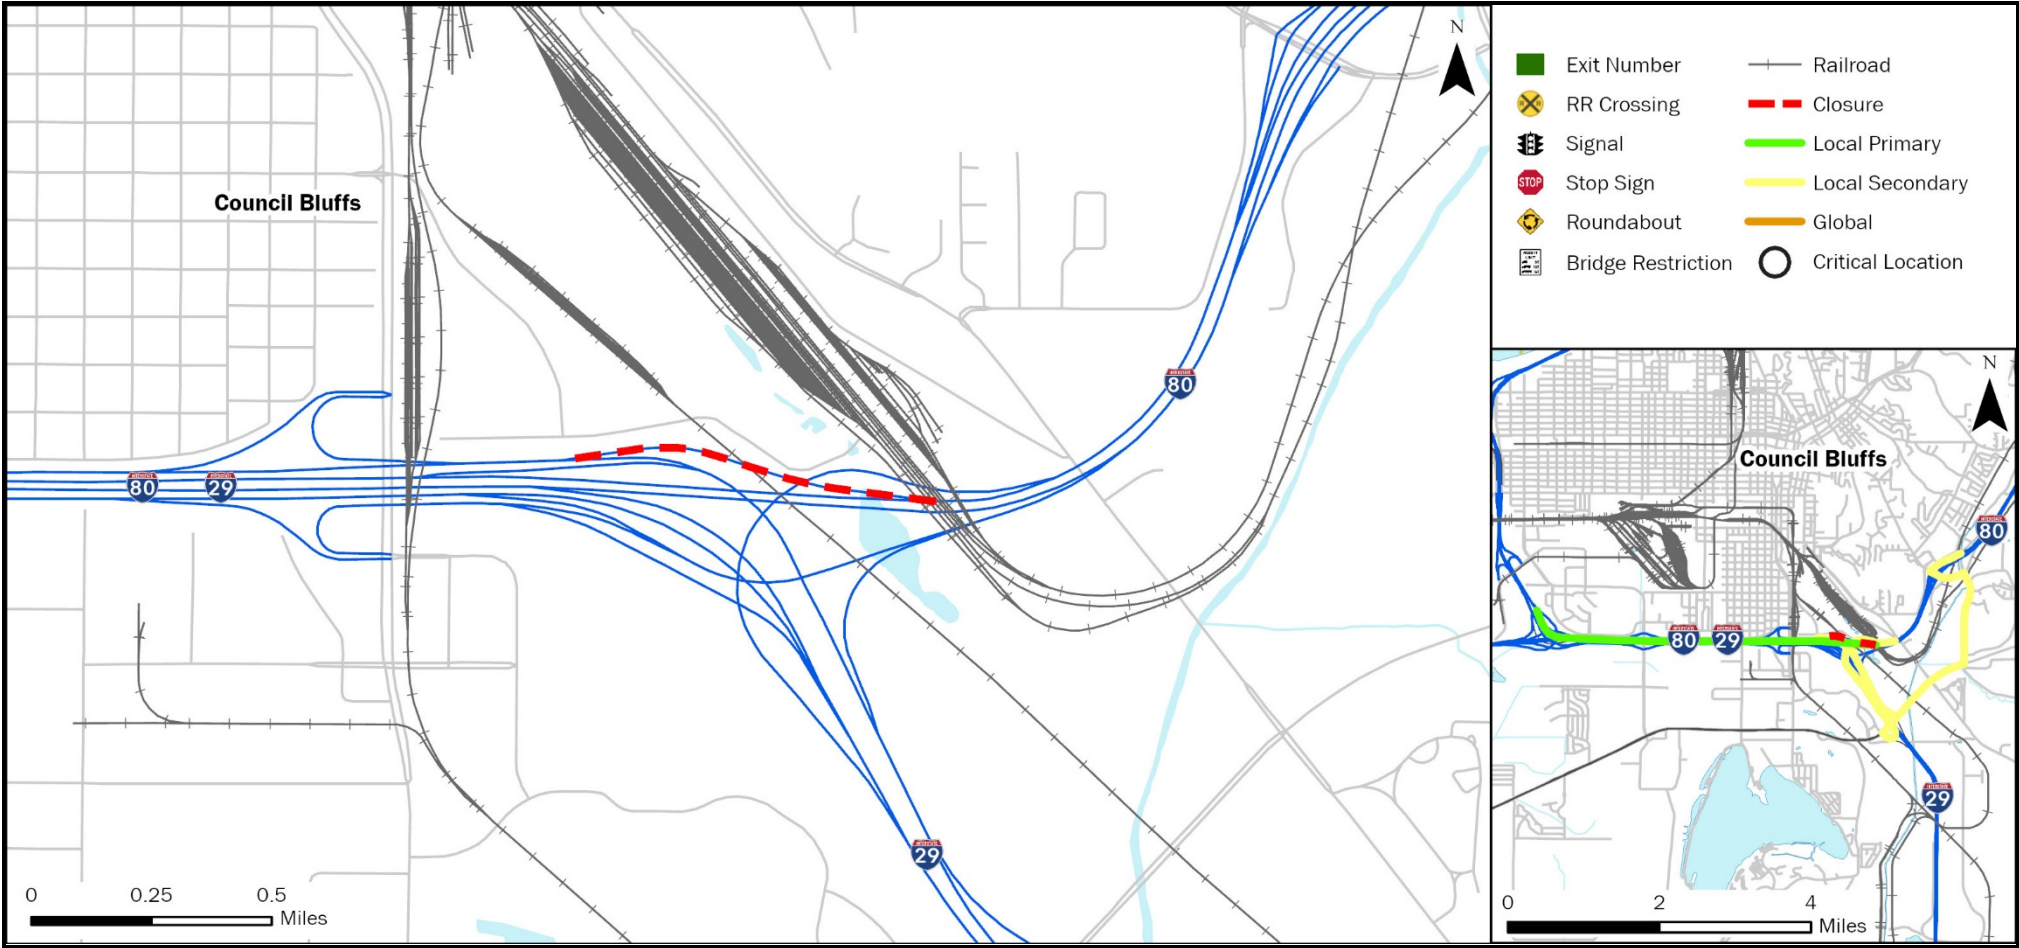 N
Council Bluffs
80
80
29
29
0 0.25 0.5
Miles
Exit Number
RR Crossing
Signal
STOP
Stop Sign
Roundabout
Bridge Restriction
Railroad
Closure
Local Primary
Local Secondary
Global
Critical Location
N
Council Bluffs
80
80
29
29
0 2 4
Miles